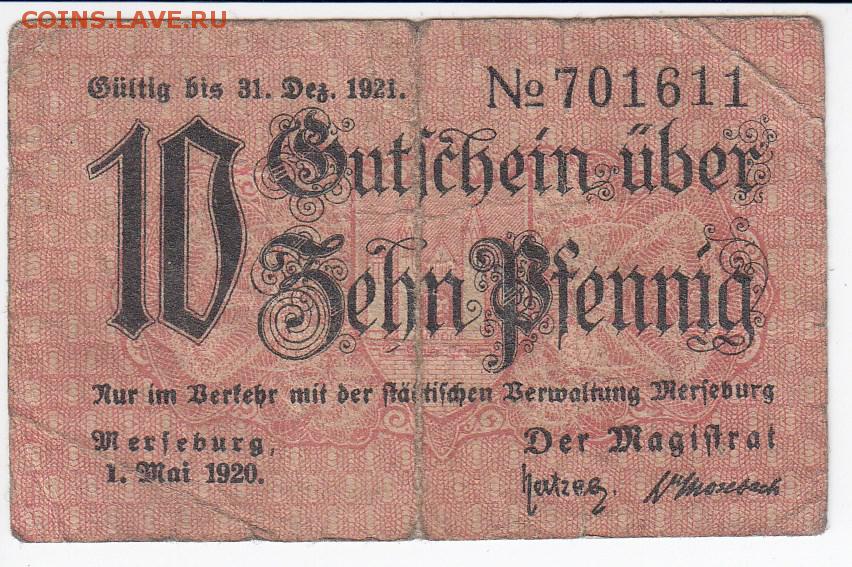 COINS.LAVE.RU
Gültig bis 31. Dez. 1921.
No 701611
10
Gutschein über
Zehn Pfennig
Nur im Verkehr mit der städtischen Verwaltung Merseburg
Merseburg,
1. Mai 1920.
Der Magistrat